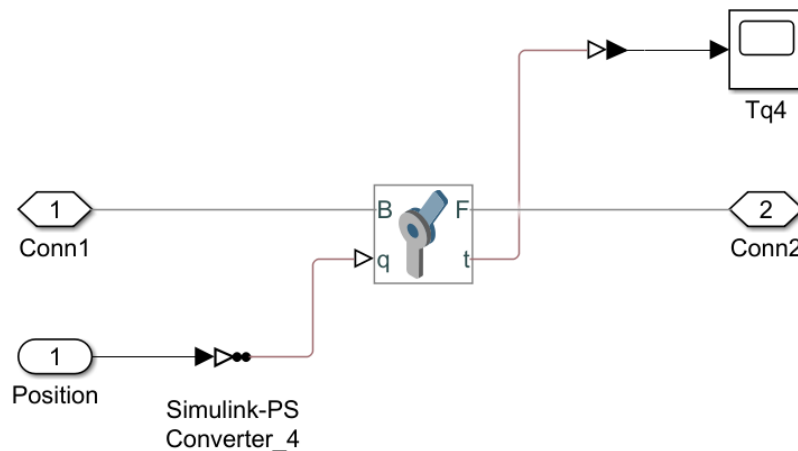 Tq4
1
B
F
2
Conn1
q
t
Conn2
1
Position
Simulink-PS
Converter_4